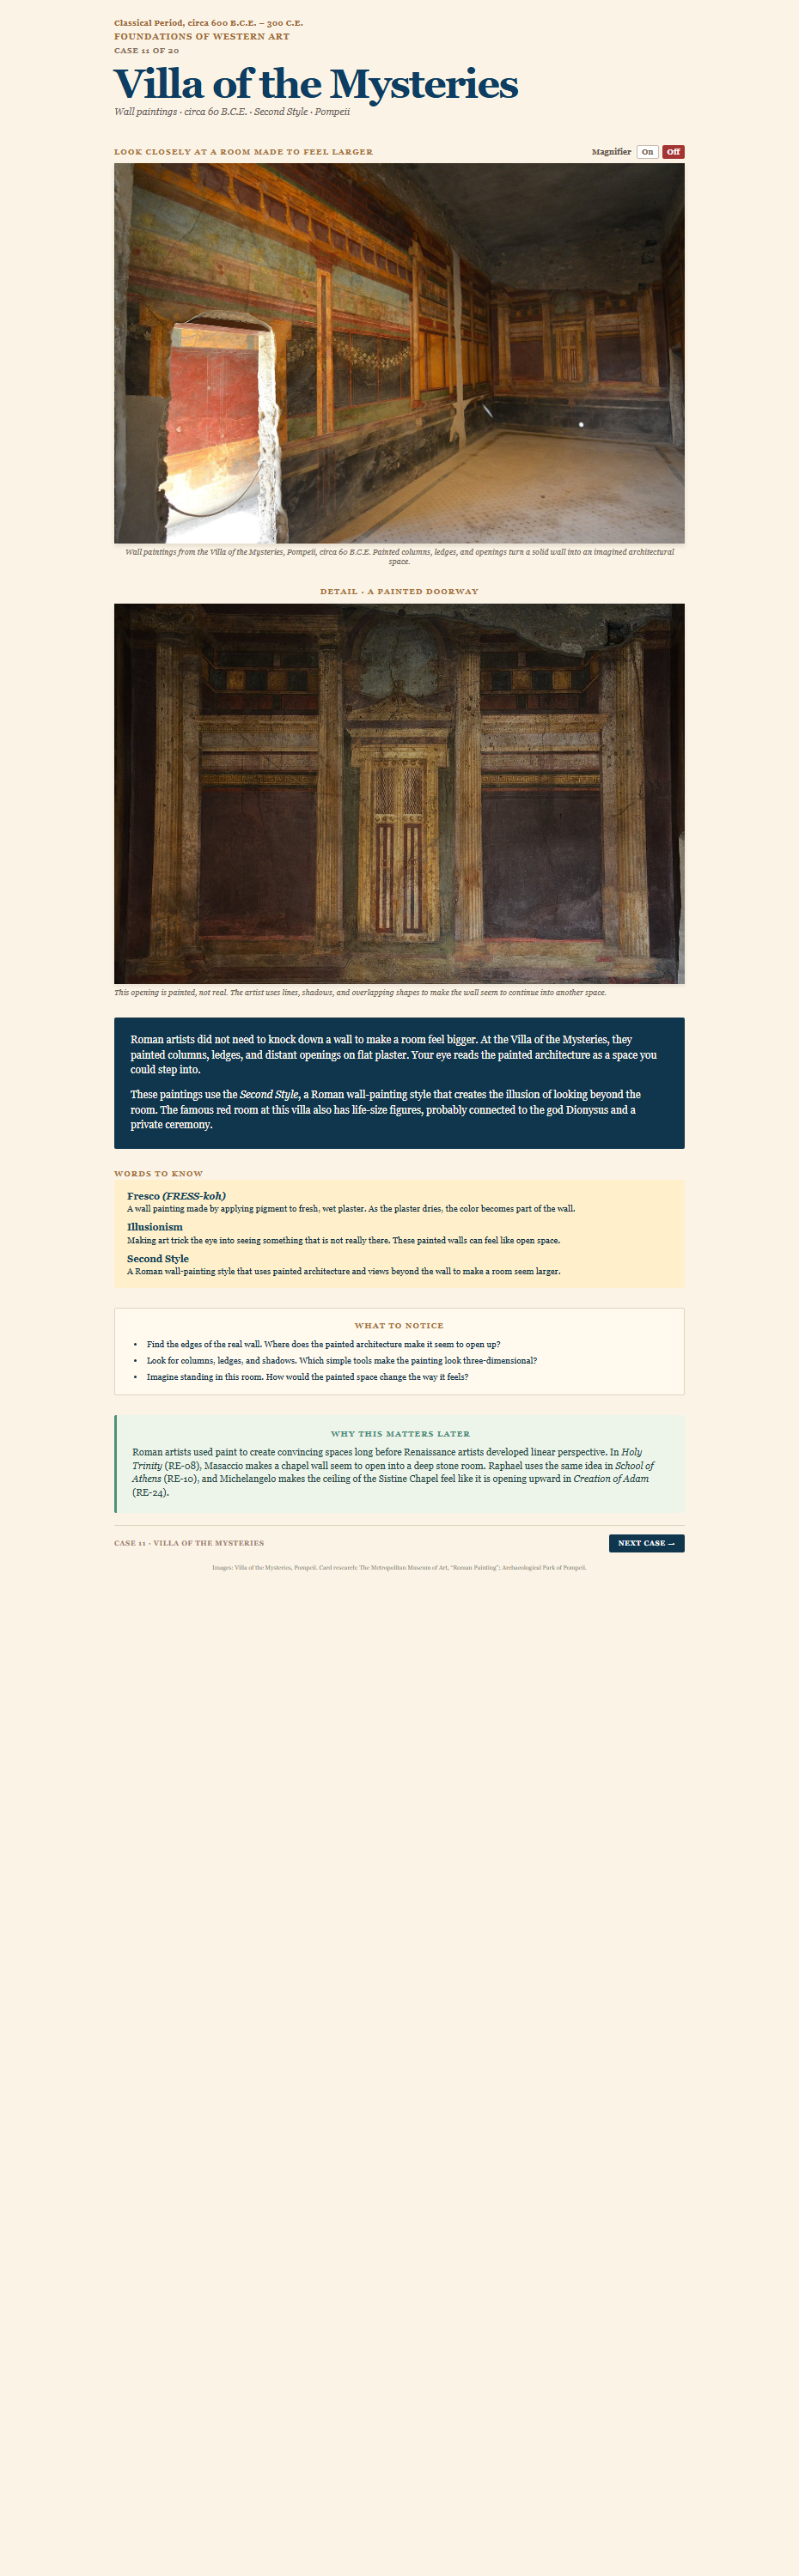 Classical Period, circa 600 B.C.E. – 300 C.E.
FOUNDATIONS OF WESTERN ART
CASE 11 OF 20
Villa of the Mysteries
Wall paintings · circa 60 B.C.E. · Second Style · Pompeii
LOOK CLOSELY AT A ROOM MADE TO FEEL LARGER
Magnifier On Off
Wall paintings from the Villa of the Mysteries, Pompeii, circa 60 B.C.E. Painted columns, ledges, and openings turn a solid wall into an imagined architectural
space.
DETAIL · A PAINTED DOORWAY
This opening is painted, not real. The artist uses lines, shadows, and overlapping shapes to make the wall seem to continue into another space.
Roman artists did not need to knock down a wall to make a room feel bigger. At the Villa of the Mysteries, they
painted columns, ledges, and distant openings on flat plaster. Your eye reads the painted architecture as a space you
could step into.
These paintings use the Second Style, a Roman wall-painting style that creates the illusion of looking beyond the
room. The famous red room at this villa also has life-size figures, probably connected to the god Dionysus and a
private ceremony.
WORDS TO KNOW
Fresco (FRESS-koh)
A wall painting made by applying pigment to fresh, wet plaster. As the plaster dries, the color becomes part of the wall.
Illusionism
Making art trick the eye into seeing something that is not really there. These painted walls can feel like open space.
Second Style
A Roman wall-painting style that uses painted architecture and views beyond the wall to make a room seem larger.
WHAT TO NOTICE
• Find the edges of the real wall. Where does the painted architecture make it seem to open up?
• Look for columns, ledges, and shadows. Which simple tools make the painting look three-dimensional?
• Imagine standing in this room. How would the painted space change the way it feels?
WHY THIS MATTERS LATER
Roman artists used paint to create convincing spaces long before Renaissance artists developed linear perspective. In Holy
Trinity (RE-08), Masaccio makes a chapel wall seem to open into a deep stone room. Raphael uses the same idea in School of
Athens (RE-10), and Michelangelo makes the ceiling of the Sistine Chapel feel like it is opening upward in Creation of Adam
(RE-24).
CASE 11 · VILLA OF THE MYSTERIES
NEXT CASE →
Images: Villa of the Mysteries, Pompeii. Card research: The Metropolitan Museum of Art, "Roman Painting"; Archaeological Park of Pompeii.